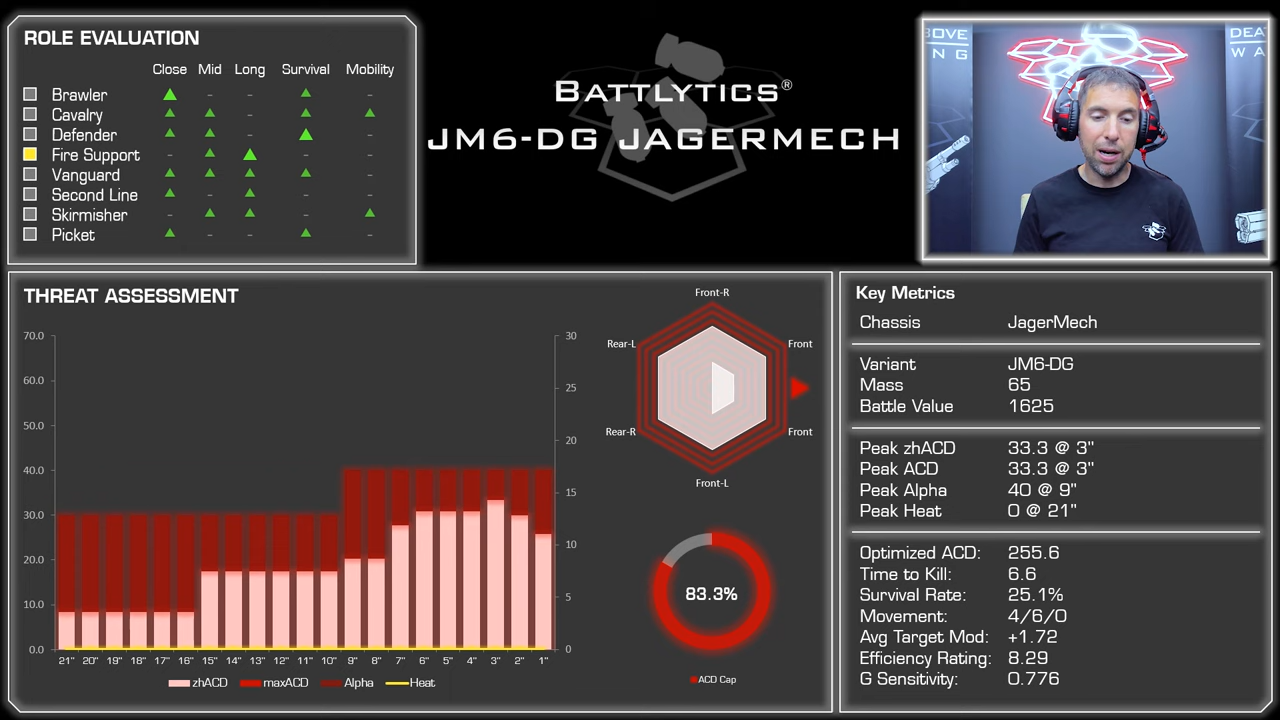 ROLE EVALUATION
Close Mid Long Survival Mobility
Brawler - - -
Cavalry -
Defender - -
Fire Support - - -
Vanguard -
Second Line - - -
Skirmisher - -
Picket - - -
BATTLYTICS®
JM6-DG JAGERMECH
BOVE
NG
DEA
WA
THREAT ASSESSMENT
70.0
60.0
50.0
40.0
30.0
20.0
10.0
0.0
30
25
20
15
10
5
0
21" 20" 19" 18" 17" 16" 15" 14" 13" 12" 11" 10" 9" 8" 7" 6" 5" 4" 3" 2" 1"
zhACD maxACD Alpha Heat
Front-R
Rear-L Front
Rear-R Front
Front-L
83.3%
ACD Cap
Key Metrics
Chassis JagerMech
Variant JM6-DG
Mass 65
Battle Value 1625
Peak zhACD 33.3 @ 3"
Peak ACD 33.3 @ 3"
Peak Alpha 40 @ 9"
Peak Heat 0 @ 21"
Optimized ACD: 255.6
Time to Kill: 6.6
Survival Rate: 25.1%
Movement: 4/6/0
Avg Target Mod: +1.72
Efficiency Rating: 8.29
G Sensitivity: 0.776